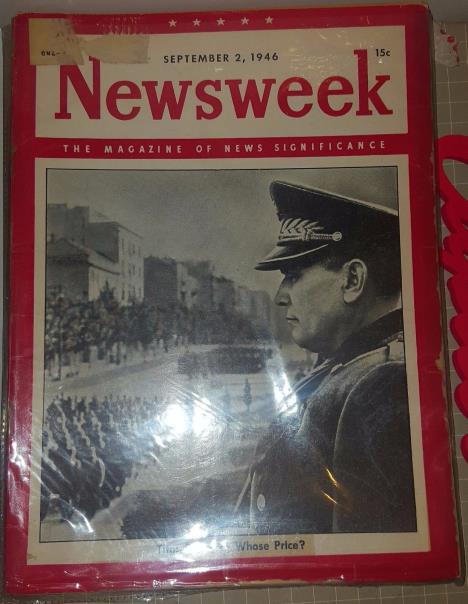 SEPTEMBER 2, 1946
15c
Newsweek
THE MAGAZINE OF NEWS SIGNIFICANCE
Whose Price?